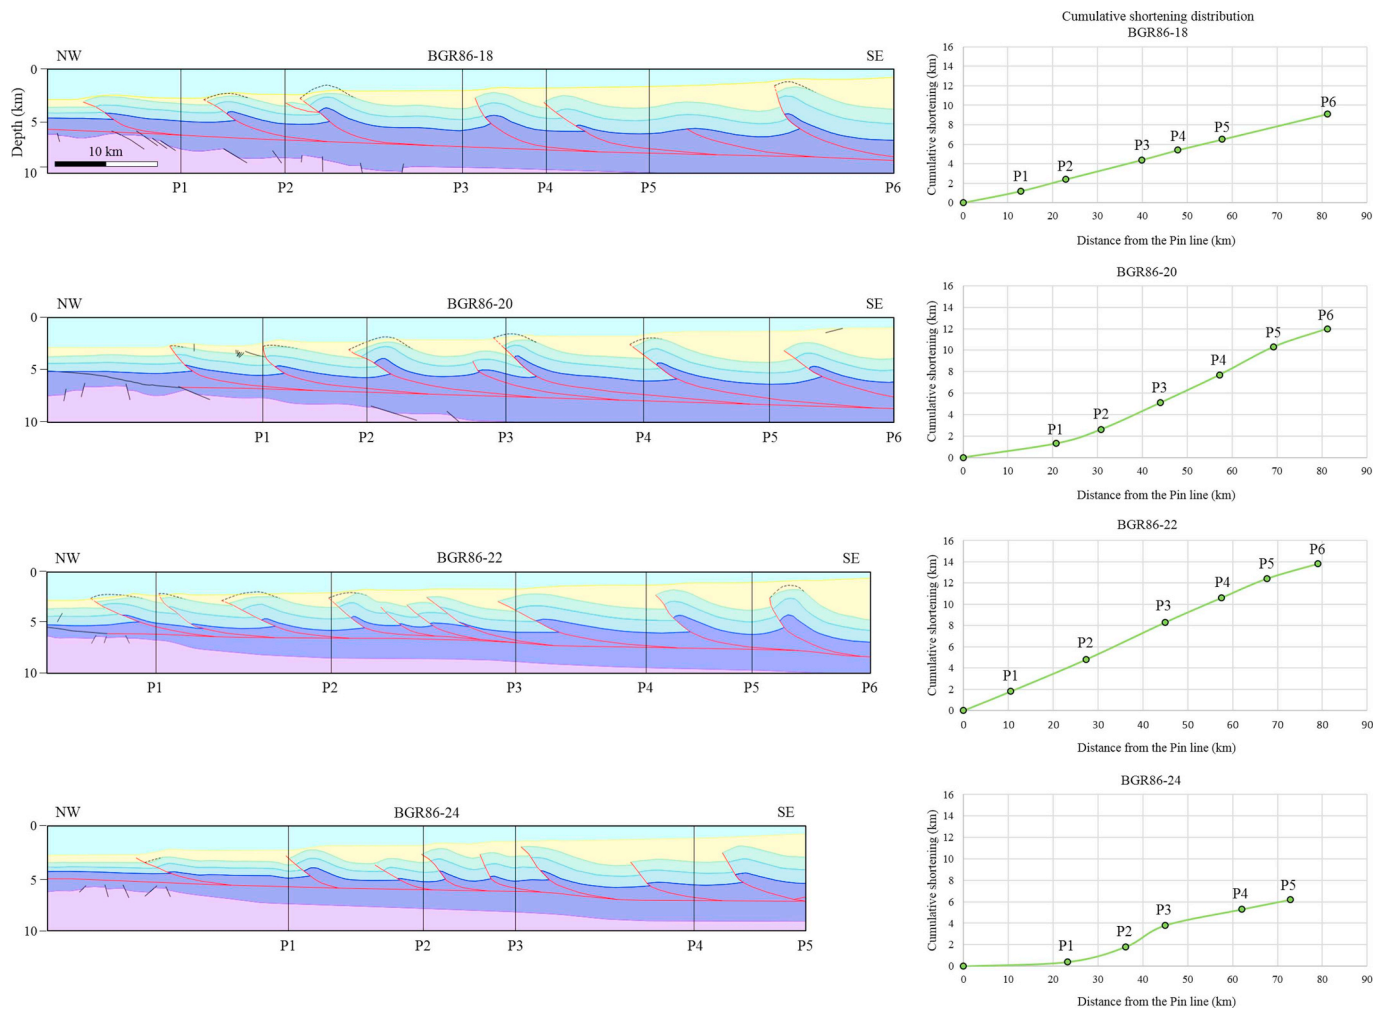 NW BGR86-18 SE
0
5
10
Depth (km)
10 km
P1 P2 P3 P4 P5 P6
Cumulative shortening distribution
BGR86-18
Cumulative shortening (km)
16
14
12
10
8
6
4
2
0
P1 P2 P3 P4 P5 P6
0 10 20 30 40 50 60 70 80 90
Distance from the Pin line (km)
NW BGR86-20 SE
0
5
10
P1 P2 P3 P4 P5 P6
BGR86-20
Cumulative shortening (km)
16
14
12
10
8
6
4
2
0
P1 P2 P3 P4 P5 P6
0 10 20 30 40 50 60 70 80 90
Distance from the Pin line (km)
NW BGR86-22 SE
0
5
10
P1 P2 P3 P4 P5 P6
BGR86-22
Cumulative shortening (km)
16
14
12
10
8
6
4
2
0
P1 P2 P3 P4 P5 P6
0 10 20 30 40 50 60 70 80 90
Distance from the Pin line (km)
NW BGR86-24 SE
0
5
10
P1 P2 P3 P4 P5
BGR86-24
Cumulative shortening (km)
16
14
12
10
8
6
4
2
0
P1 P2 P3 P4 P5
0 10 20 30 40 50 60 70 80 90
Distance from the Pin line (km)